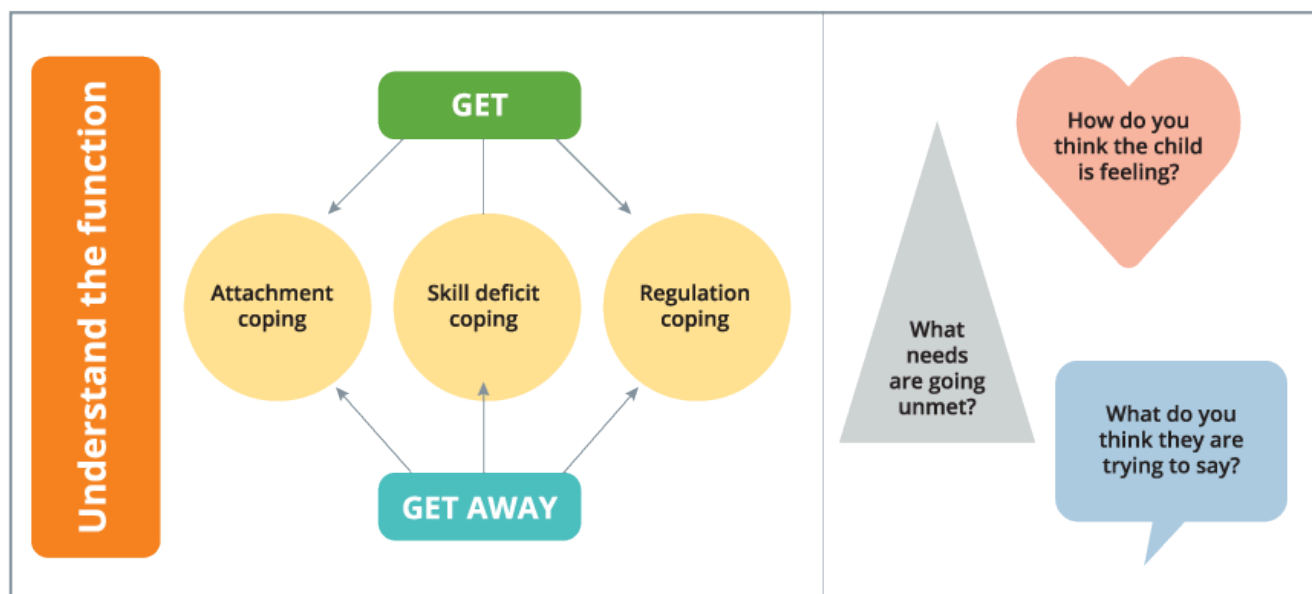 Understand the function
GET
Attachment
coping
Skill deficit
coping
Regulation
coping
GET AWAY
How do you
think the child
is feeling?
What
needs
are going
unmet?
What do you
think they are
trying to say?